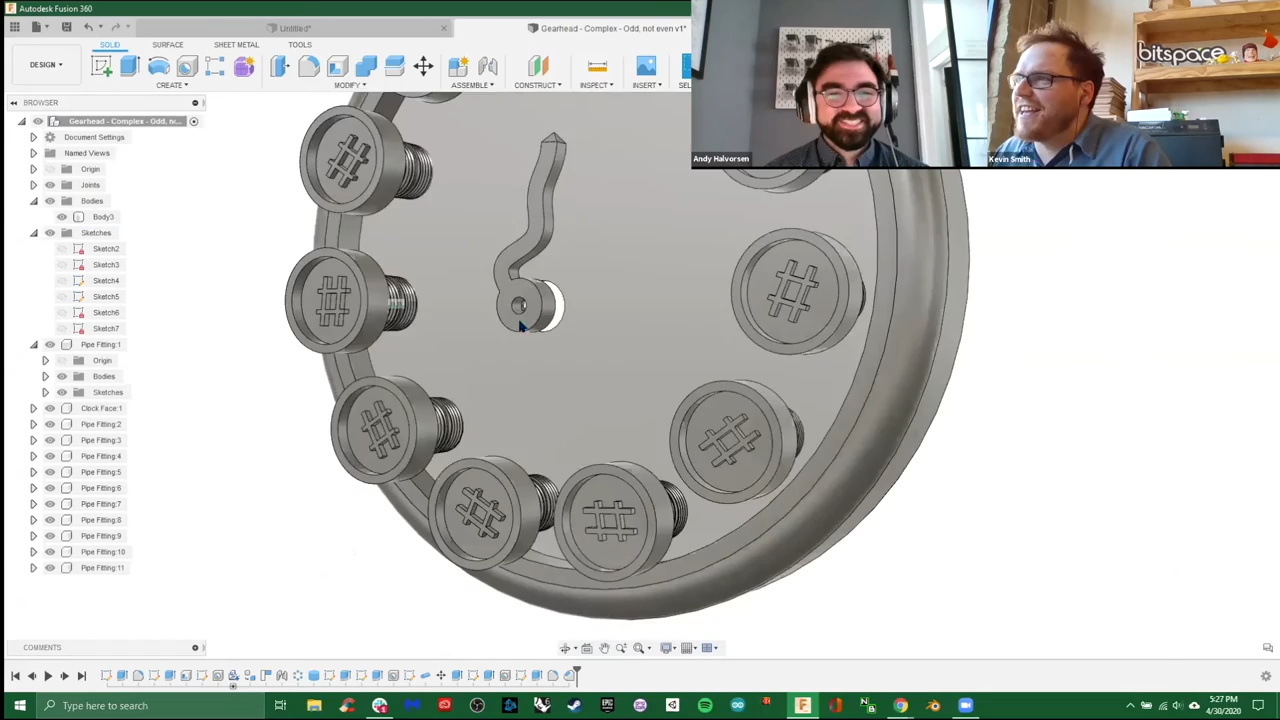 Autodesk Fusion 360
Untitled*
Gearhead - Complex - Odd, not even v1*
SOLID
SURFACE
SHEET METAL
TOOLS
DESIGN
CREATE
MODIFY
ASSEMBLE
CONSTRUCT
INSPECT
INSERT
SEL
BROWSER
Gearhead - Complex - Odd, no...
Document Settings
Named Views
Origin
Joints
Bodies
Body3
Sketches
Sketch2
Sketch3
Sketch4
Sketch5
Sketch6
Sketch7
Pipe Fitting:1
Origin
Bodies
Sketches
Clock Face:1
Pipe Fitting:2
Pipe Fitting:3
Pipe Fitting:4
Pipe Fitting:5
Pipe Fitting:6
Pipe Fitting:7
Pipe Fitting:8
Pipe Fitting:9
Pipe Fitting:10
Pipe Fitting:11
bitspace
Andy Halvorsen
Kevin Smith
# # # # # # # #
COMMENTS
Type here to search
5:27 PM
4/30/2020